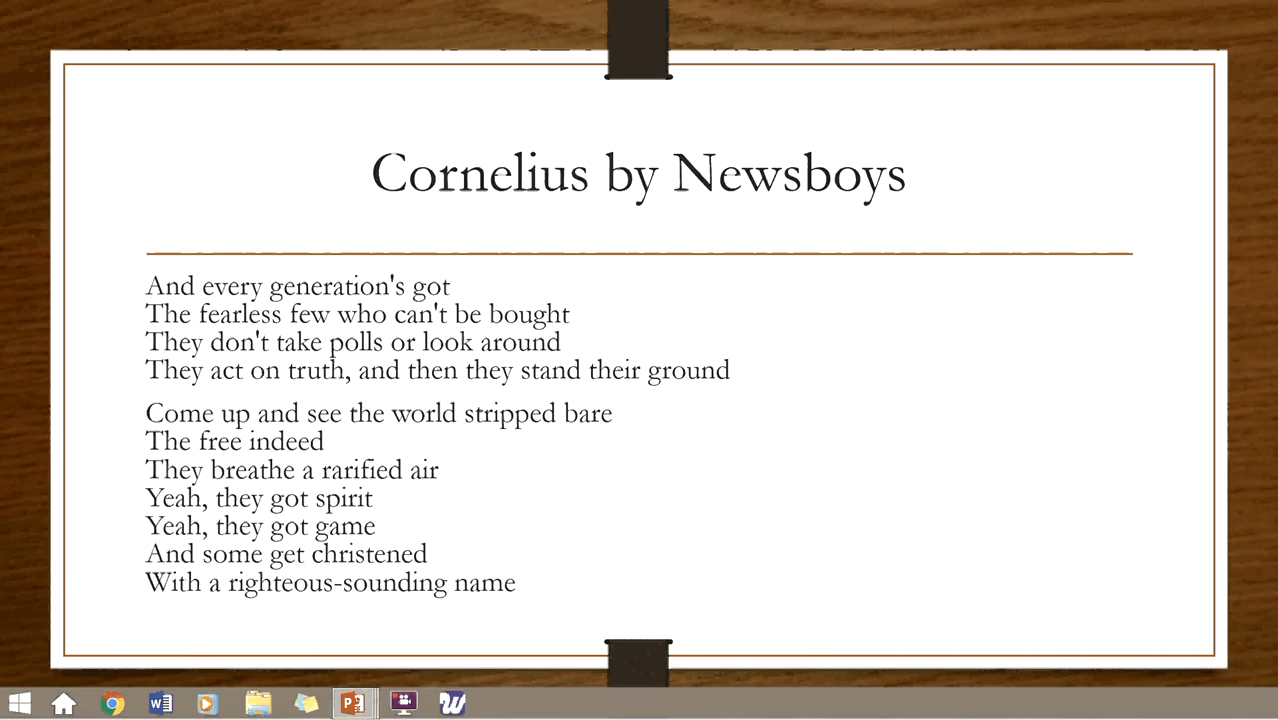 Cornelius by Newsboys
And every generation's got
The fearless few who can't be bought
They don't take polls or look around
They act on truth, and then they stand their ground
Come up and see the world stripped bare
The free indeed
They breathe a rarified air
Yeah, they got spirit
Yeah, they got game
And some get christened
With a righteous-sounding name